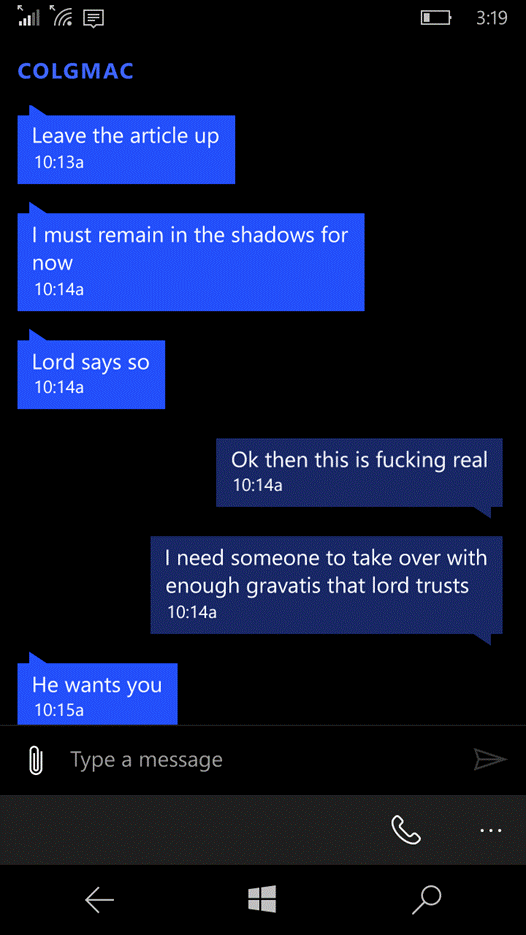 3:19
COLGMAC
Leave the article up
10:13a
I must remain in the shadows for
now
10:14a
Lord says so
10:14a
Ok then this is fucking real
10:14a
I need someone to take over with
enough gravatis that lord trusts
10:14a
He wants you
10:15a
Type a message